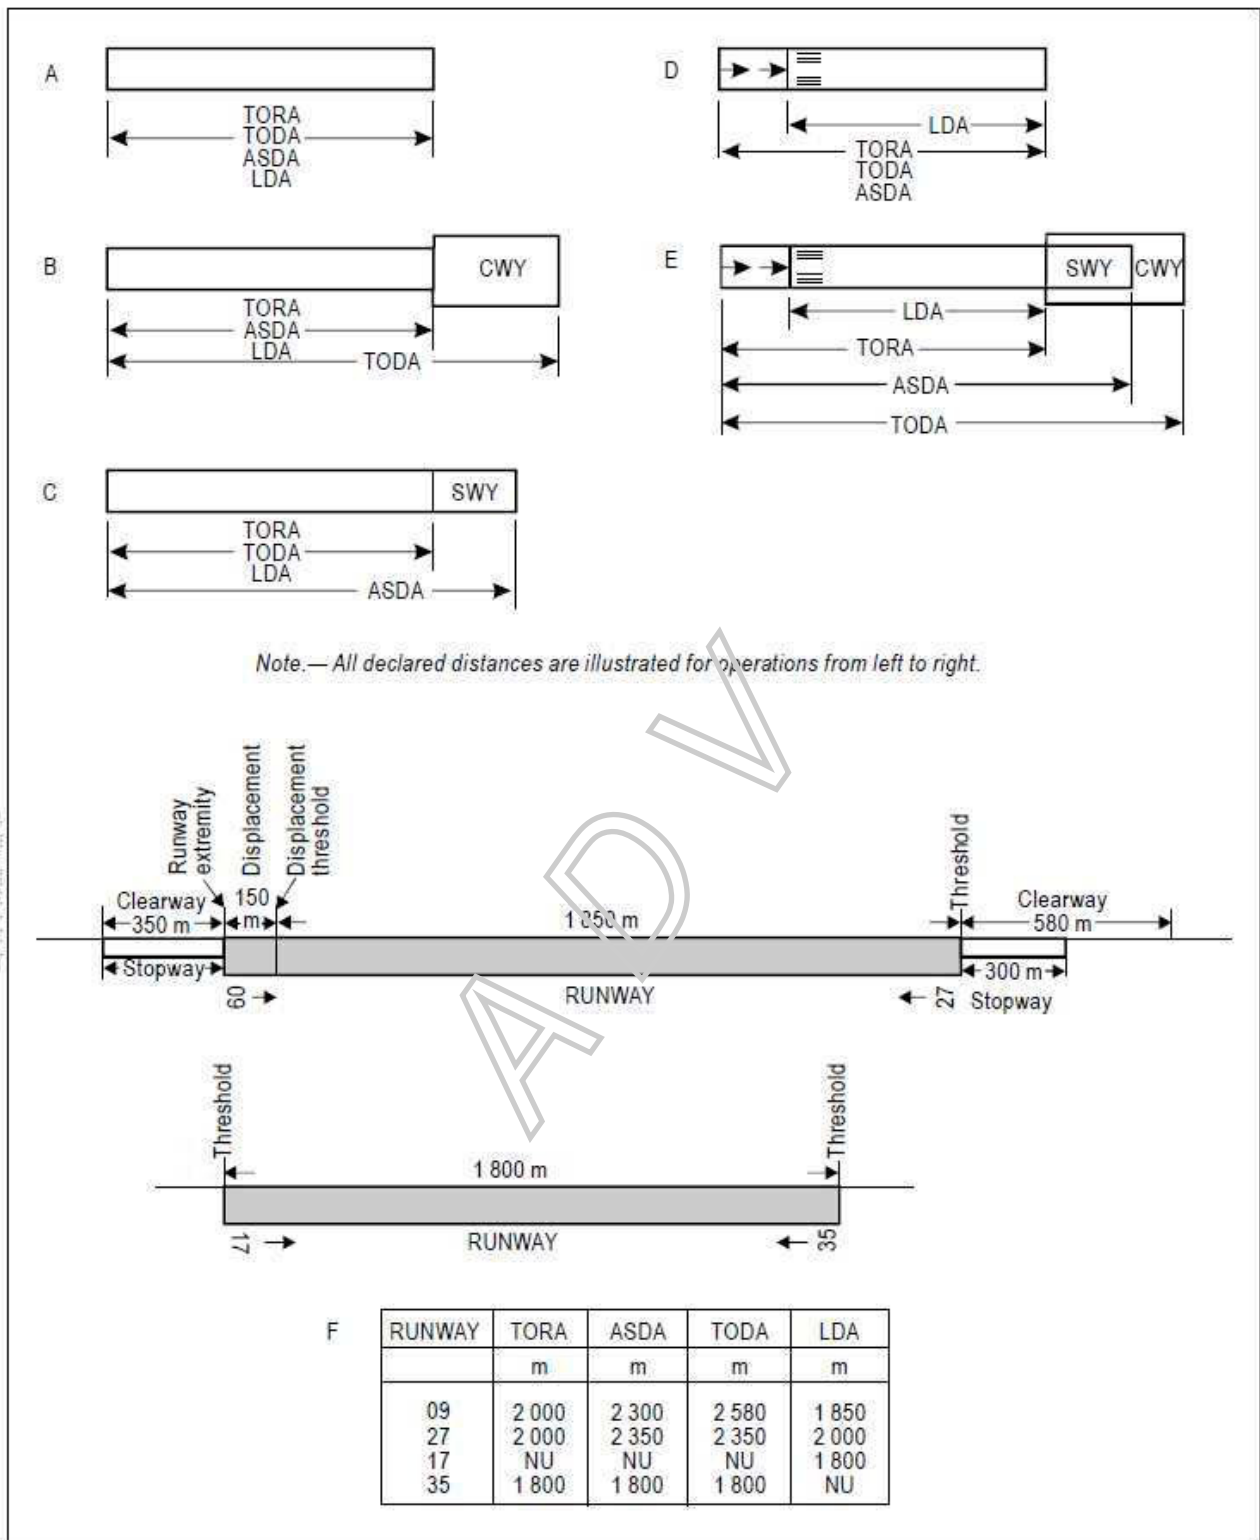 A
TORA
TODA
ASDA
LDA
D
LDA
TORA
TODA
ASDA
B
CWY
TORA
ASDA
LDA
TODA
E
SWY
CWY
LDA
TORA
ASDA
TODA
C
SWY
TORA
TODA
LDA
ASDA
Note.— All declared distances are illustrated for operations from left to right.
Runway
extremity
Displacement
Displacement
threshold
Threshold
Clearway
350 m
150
m
1 850 m
Clearway
580 m
Stopway
300 m
Stopway
09
RUNWAY
27
Threshold
Threshold
1 800 m
17
RUNWAY
35
F
RUNWAY TORA ASDA TODA LDA
m m m m
09 2 000 2 300 2 580 1 850
27 2 000 2 350 2 350 2 000
17 NU NU NU 1 800
35 1 800 1 800 1 800 NU
A D V